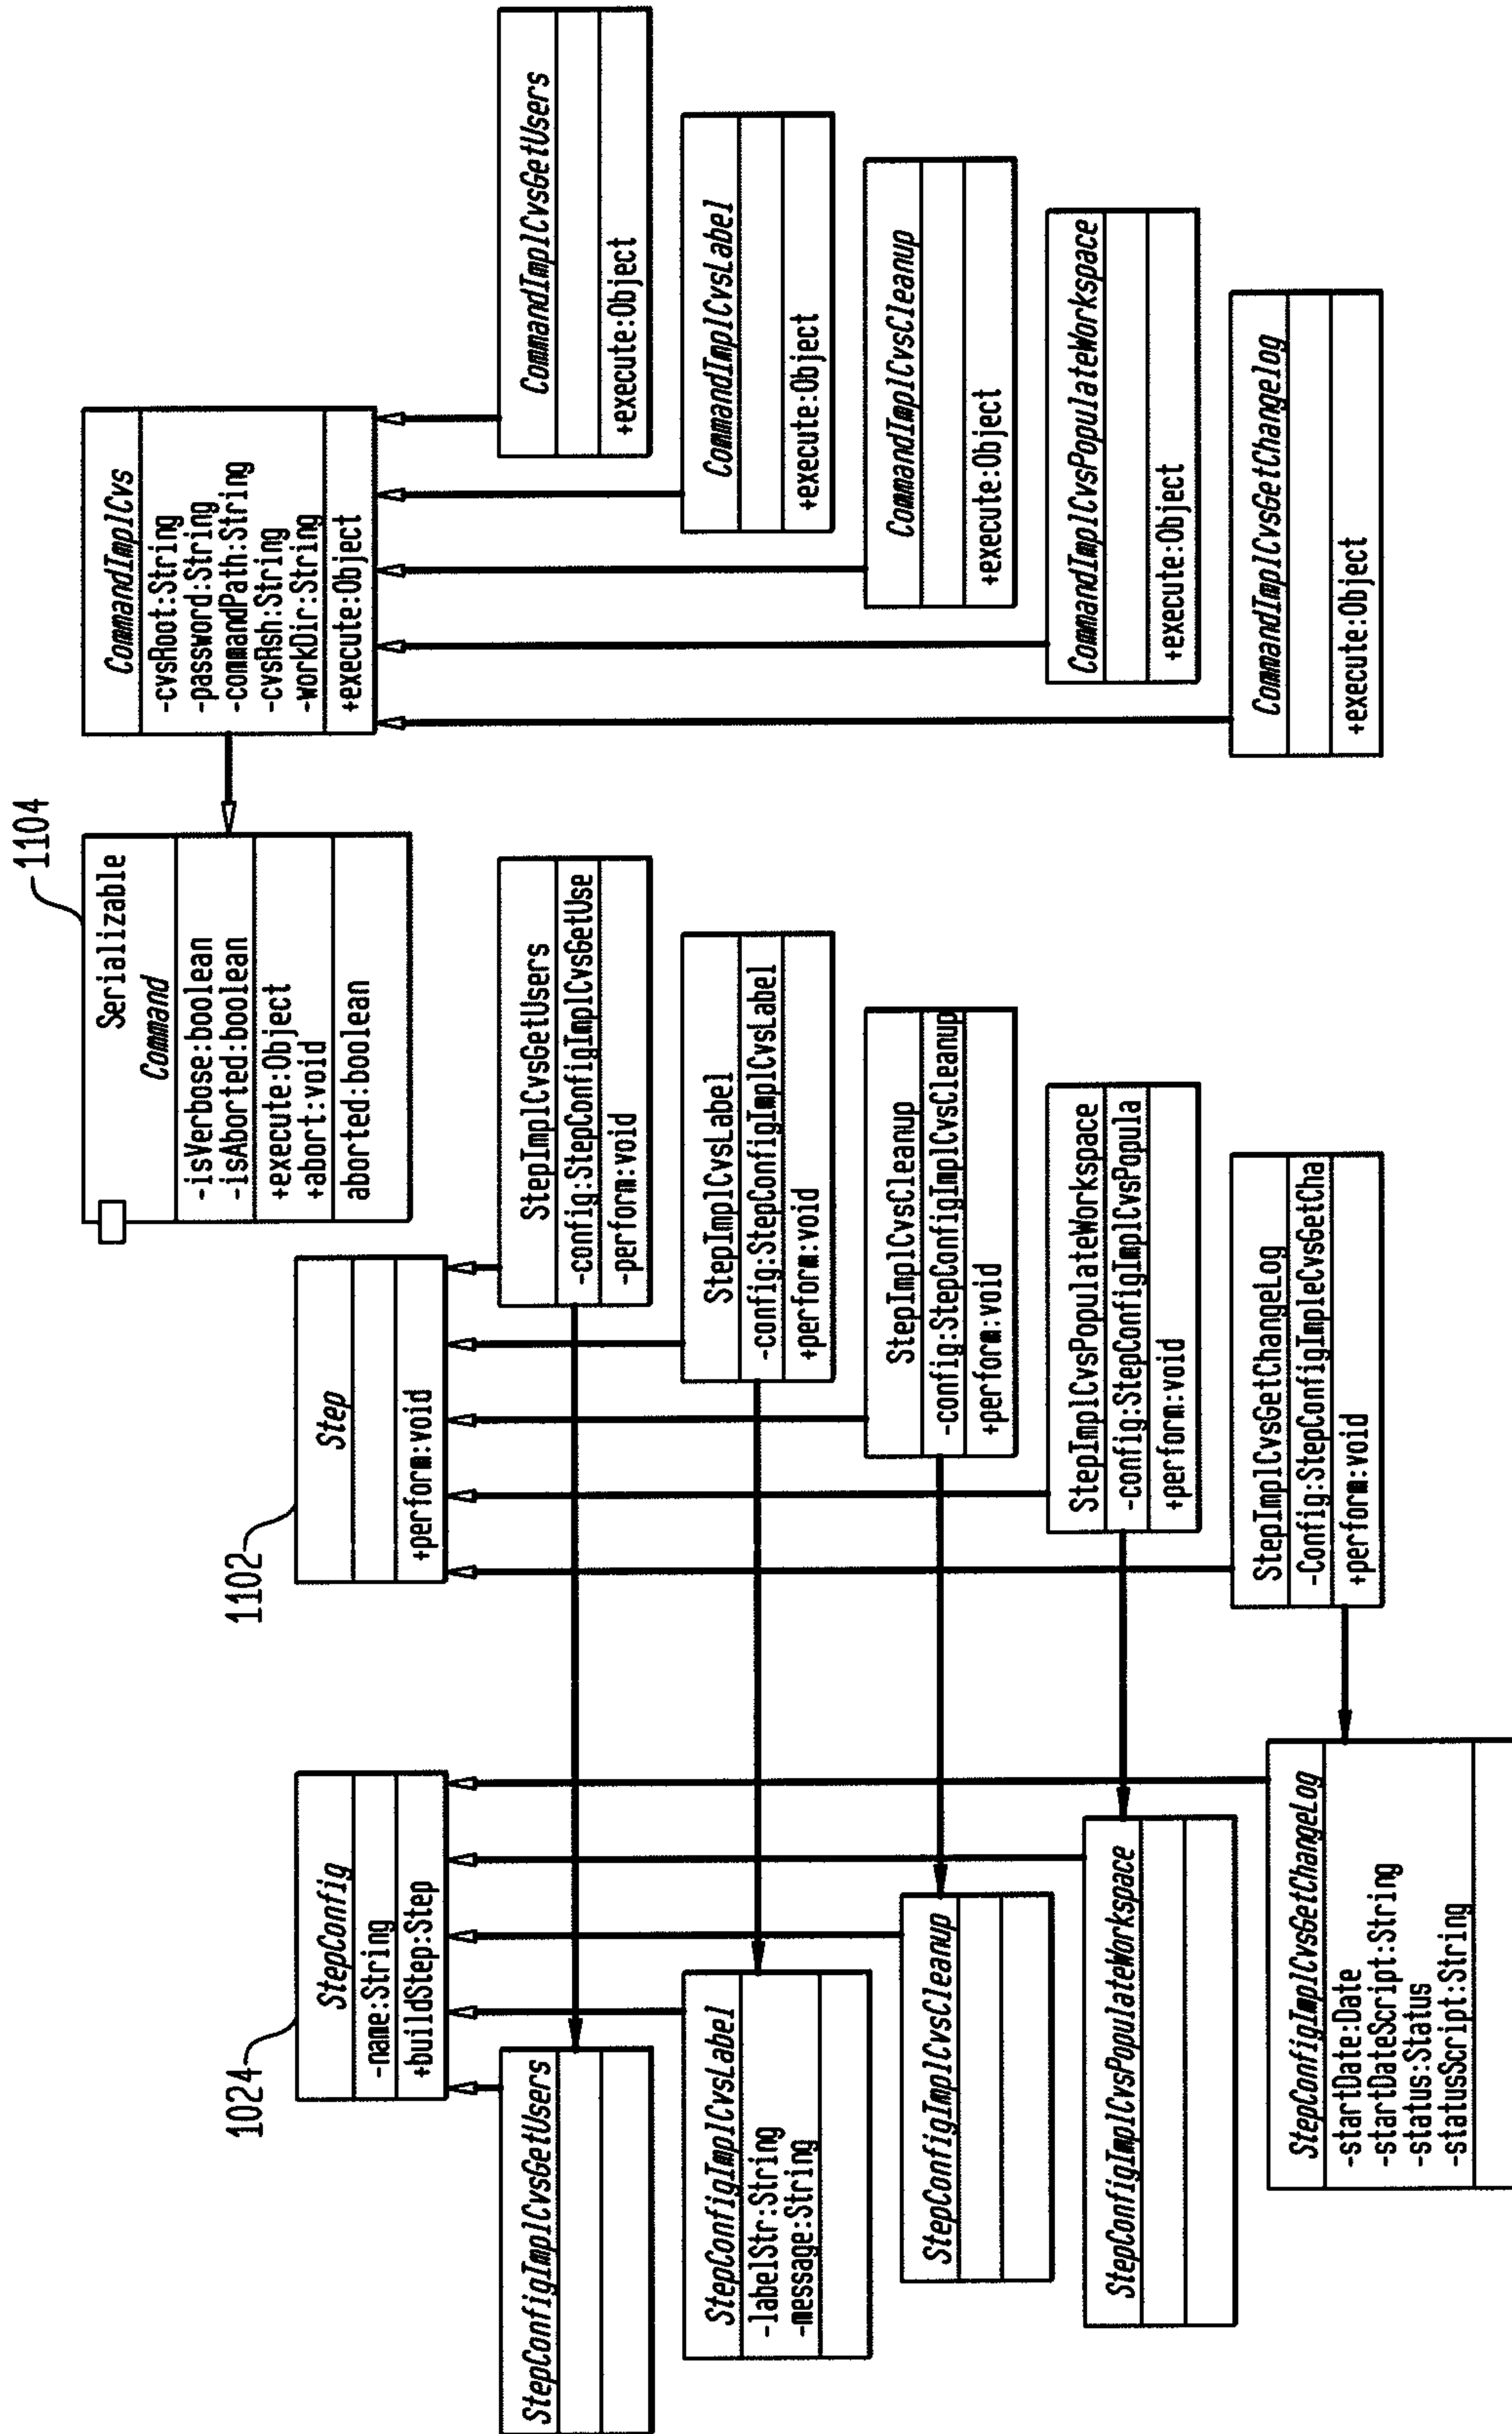 1024
StepConfig
-name:String
+buildStep:Step
StepConfigImplCvsGetUsers
StepConfigImplCvsLabel
-labelStr:String
-message:String
StepConfigImplCvsCleanup
StepConfigImplCvsPopulateWorkspace
StepConfigImplCvsGetChangeLog
-startDate:Date
-startDateScript:String
-status:Status
-statusScript:String
1102
Step
+perform:void
StepImplCvsGetUsers
-config:StepConfigImplCvsGetUse
-perform:void
StepImplCvsLabel
-config:StepConfigImplCvsLabel
+perform:void
StepImplCvsCleanup
-config:StepConfigImplCvsCleanup
+perform:void
StepImplCvsPopulateWorkspace
-config:StepConfigImplCvsPopula
+perform:void
StepImplCvsGetChangeLog
-Config:StepConfigImpleCvsGetCha
+perform:void
1104
Serializable
Command
-isVerbose:boolean
-isAborted:boolean
+execute:Object
+abort:void
aborted:boolean
CommandImplCvs
-cvsRoot:String
-password:String
-commandPath:String
-cvsRsh:String
-workDir:String
+execute:Object
CommandImplCvsGetUsers
+execute:Object
CommandImplCvsLabel
+execute:Object
CommandImplCvsCleanup
+execute:Object
CommandImplCvsPopulateWorkspace
+execute:Object
CommandImplCvsGetChangelog
+execute:Object